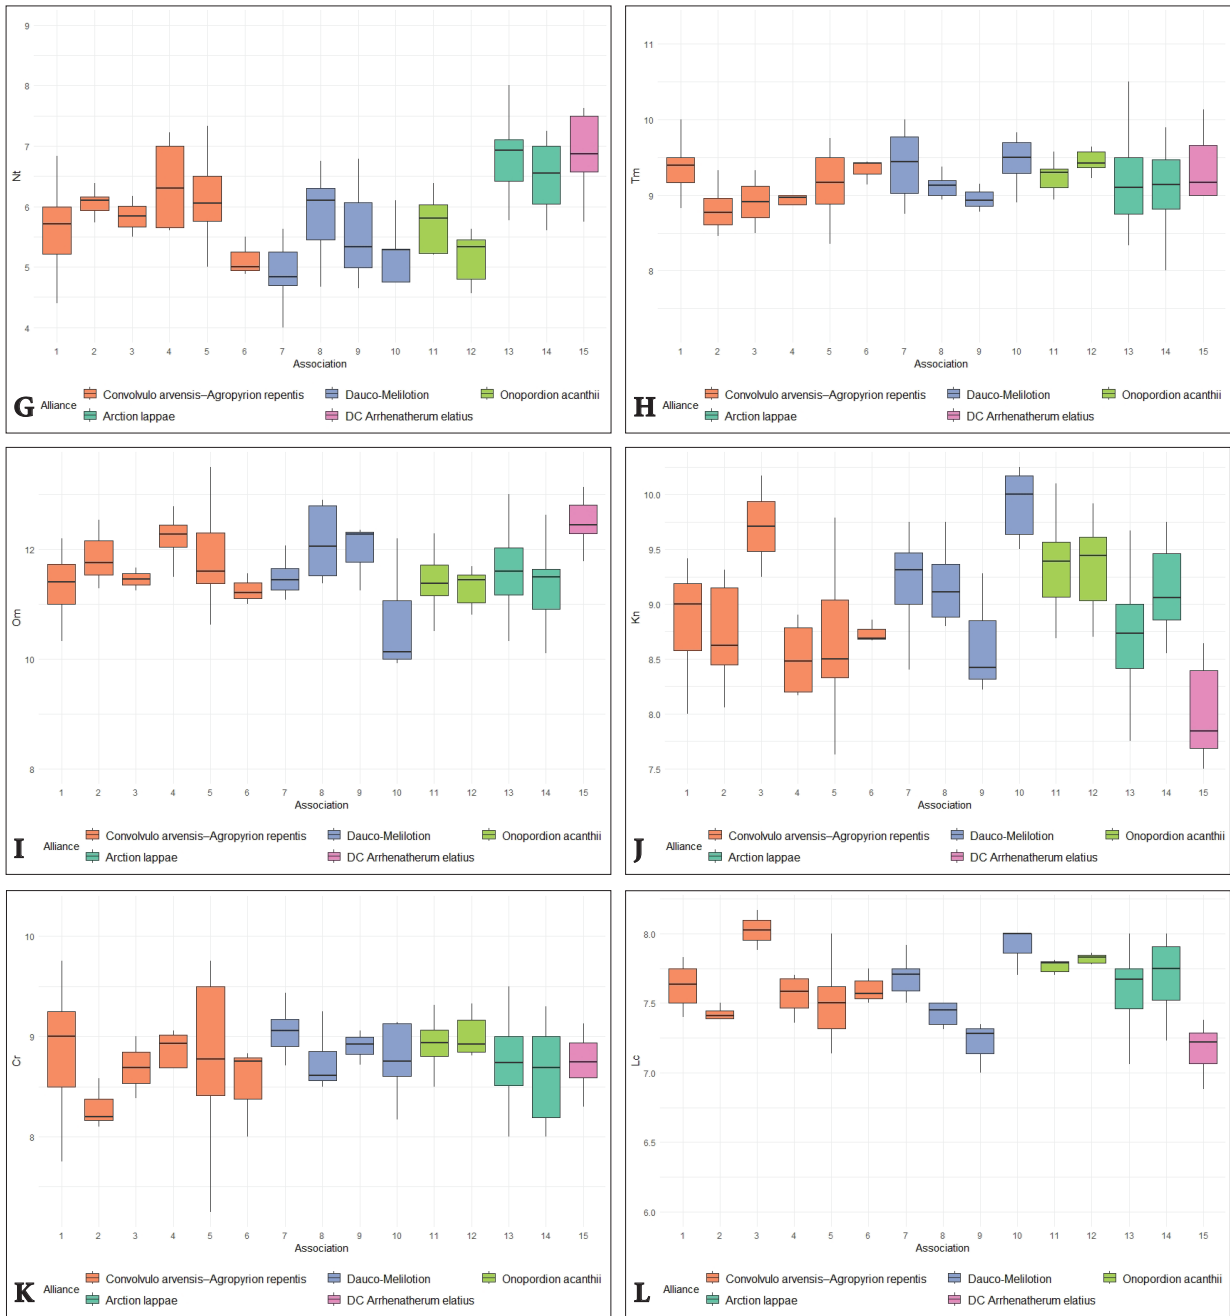 9
8
7
6
5
4
Nt
1 2 3 4 5 6 7 8 9 10 11 12 13 14 15
Association
G Alliance
Convolvulo arvensis–Agropyrion repentis Dauco-Melilotion Onopordion acanthii
Arction lappae DC Arrhenatherum elatius
11
10
9
8
Tm
1 2 3 4 5 6 7 8 9 10 11 12 13 14 15
Association
H Alliance
Convolvulo arvensis–Agropyrion repentis Dauco-Melilotion Onopordion acanthii
Arction lappae DC Arrhenatherum elatius
12
10
8
Om
1 2 3 4 5 6 7 8 9 10 11 12 13 14 15
Association
I Alliance
Convolvulo arvensis–Agropyrion repentis Dauco-Melilotion Onopordion acanthii
Arction lappae DC Arrhenatherum elatius
10.0
9.5
9.0
8.5
8.0
7.5
Kn
1 2 3 4 5 6 7 8 9 10 11 12 13 14 15
Association
J Alliance
Convolvulo arvensis–Agropyrion repentis Dauco-Melilotion Onopordion acanthii
Arction lappae DC Arrhenatherum elatius
10
9
8
Cr
1 2 3 4 5 6 7 8 9 10 11 12 13 14 15
Association
K Alliance
Convolvulo arvensis–Agropyrion repentis Dauco-Melilotion Onopordion acanthii
Arction lappae DC Arrhenatherum elatius
8.0
7.5
7.0
6.5
6.0
Lc
1 2 3 4 5 6 7 8 9 10 11 12 13 14 15
Association
L Alliance
Convolvulo arvensis–Agropyrion repentis Dauco-Melilotion Onopordion acanthii
Arction lappae DC Arrhenatherum elatius